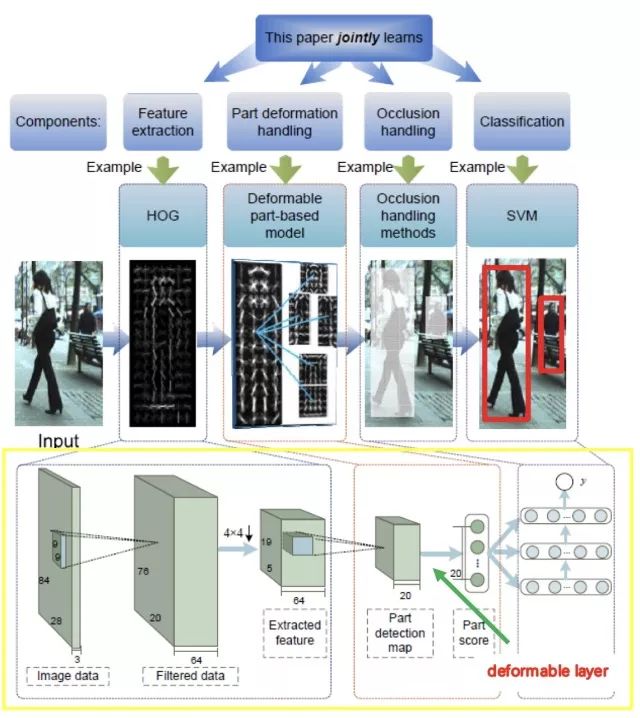 This paper jointly learns
Components:
Feature
extraction
Part deformation
handling
Occlusion
handling
Classification
Example
Example
Example
Example
HOG
Deformable
part-based
model
Occlusion
handling
methods
SVM
Input
9
9
84
28
3
Image data
76
20
64
Filtered data
4×4
19
5
64
Extracted
feature
20
Part
detection
map
20
Part
score
y
deformable layer